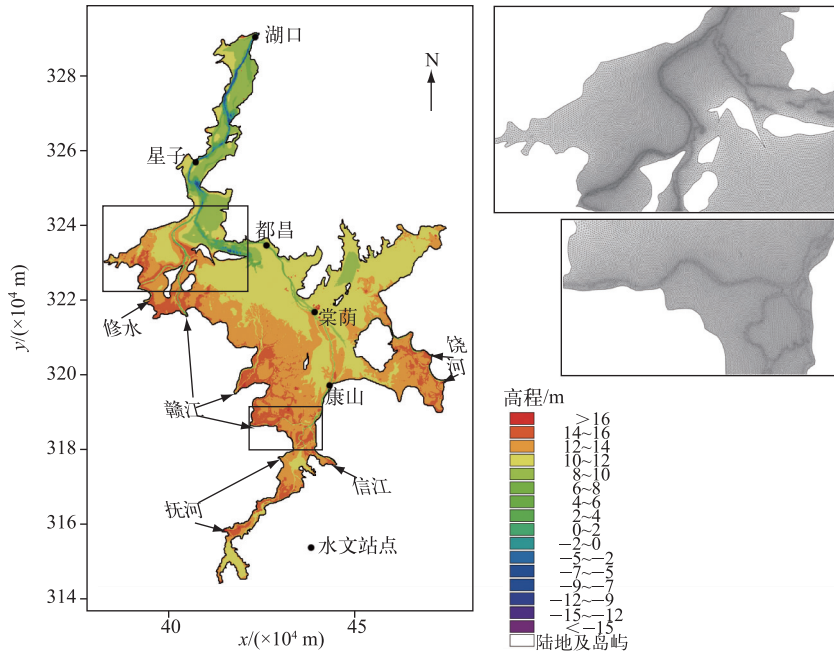 湖口
N
328
326
星子
324
都昌
322
修水
棠荫
饶河
320
康山
赣江
318
信江
抚河
316
水文站点
314
40
45
x/(×10⁴ m)
y/(×10⁴ m)
高程/m
>16
14~16
12~14
10~12
8~10
6~8
4~6
2~4
0~2
−2~0
−5~−2
−7~−5
−9~−7
−12~−9
−15~−12
<−15
陆地及岛屿